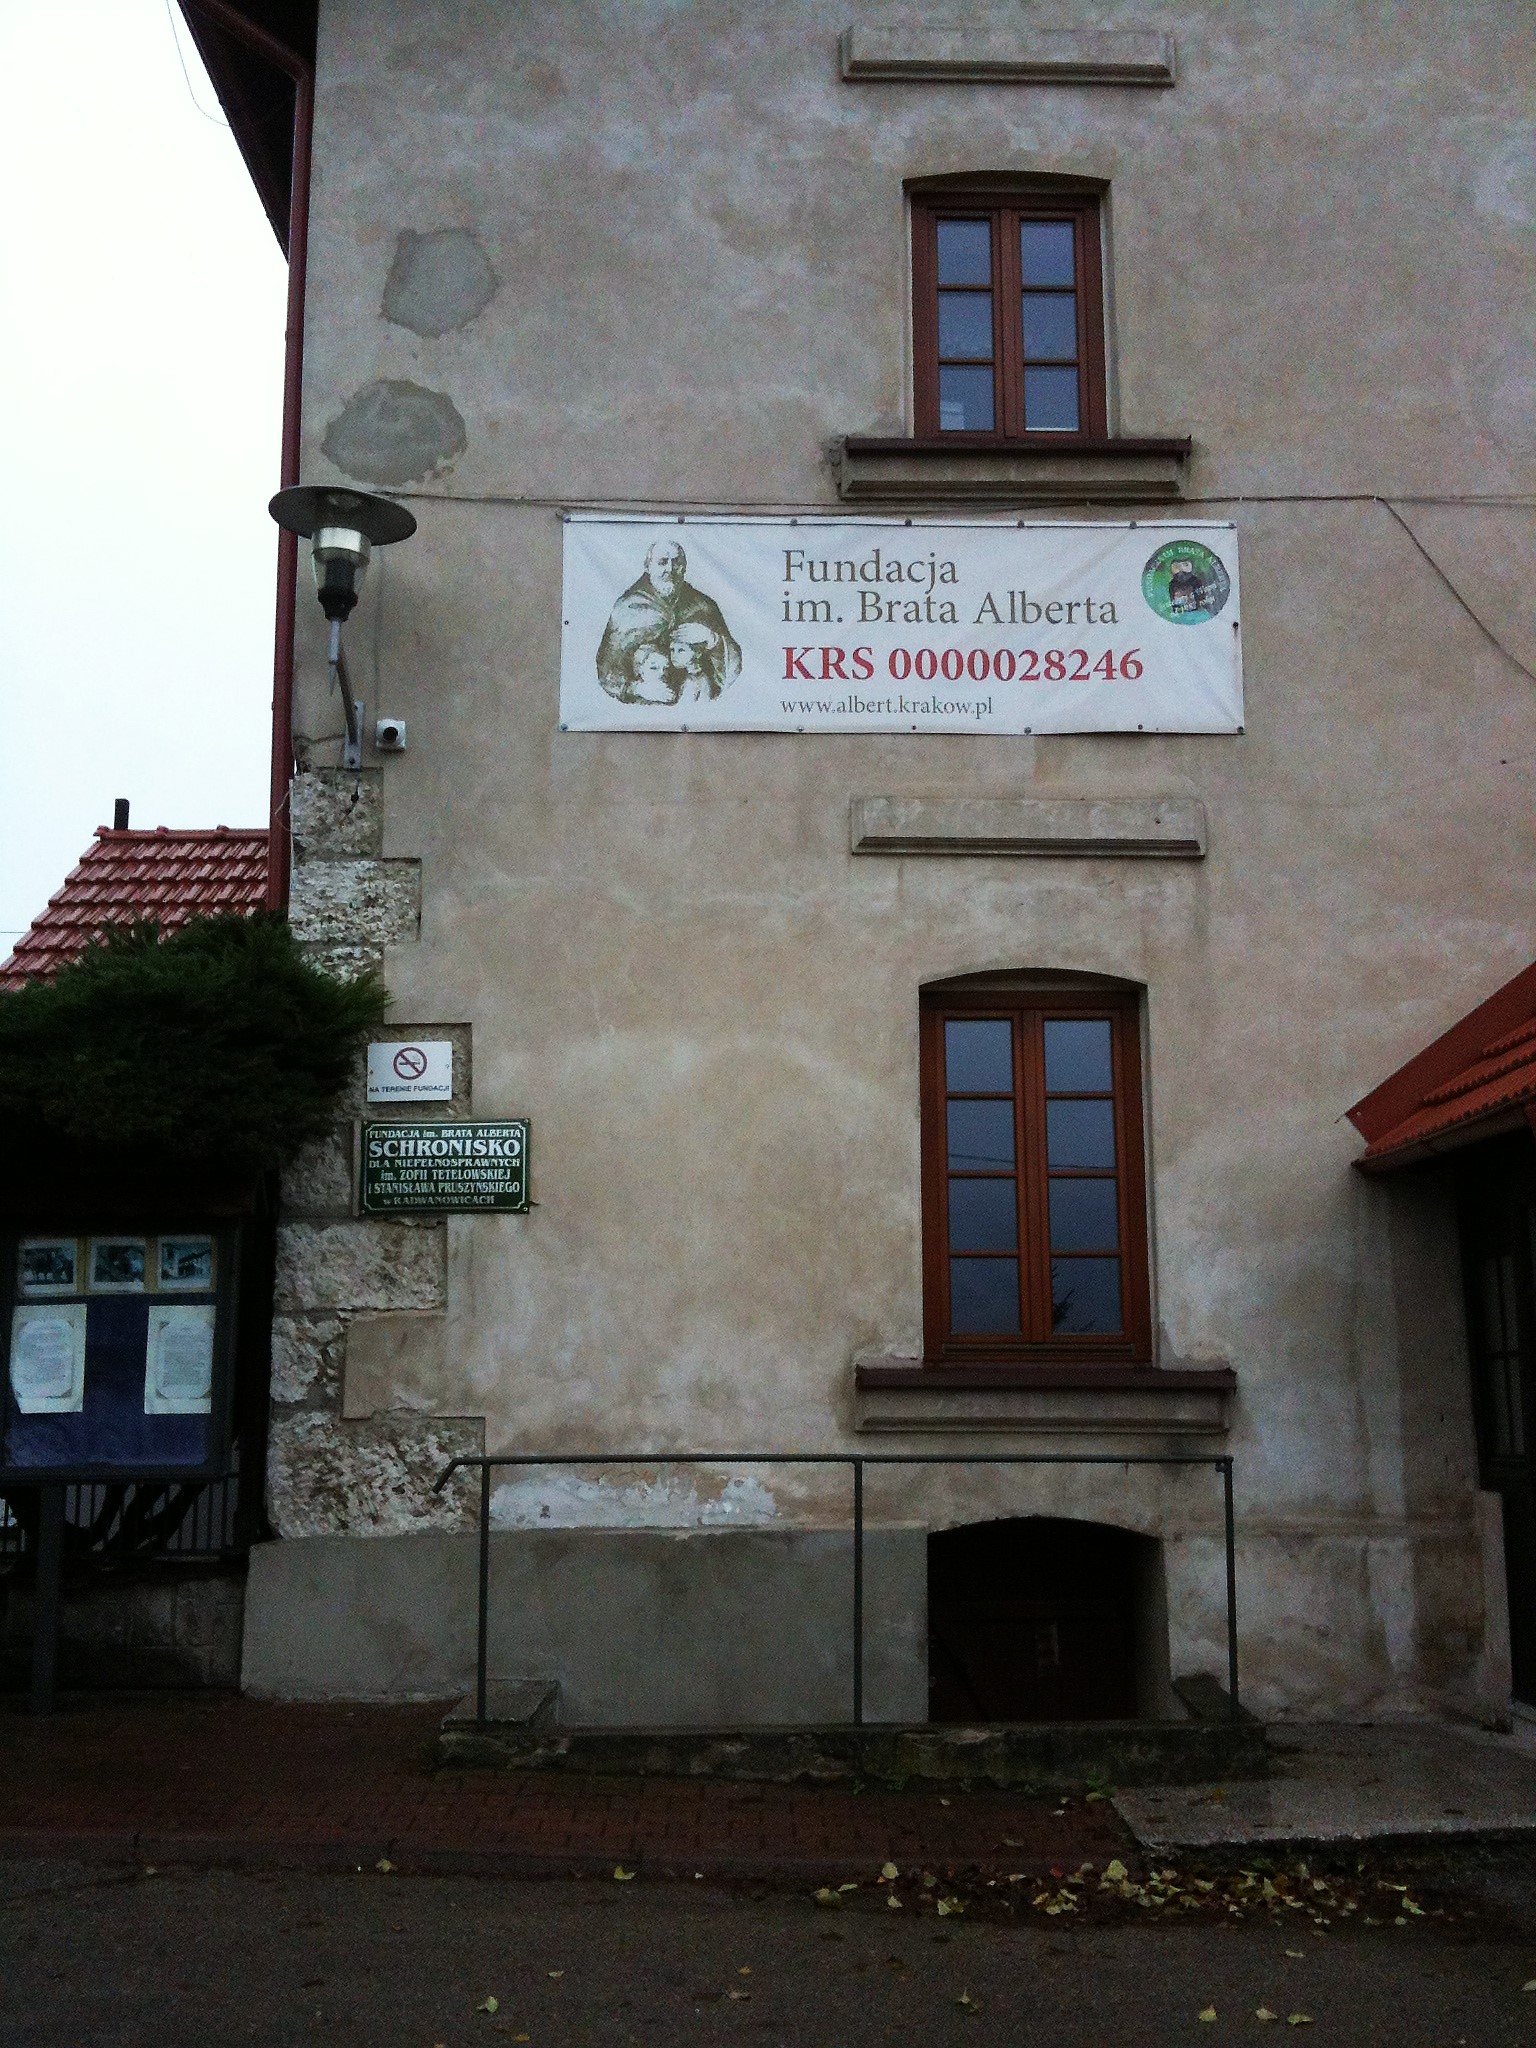 Fundacja
im. Brata Alberta
KRS 0000028246
www.albert.krakow.pl
NA TERENIE FUNDACJI
FUNDACJA im. BRATA ALBERTA
SCHRONISKO
DLA NIEPEŁNOSPRAWNYCH
im. ZOFII TETELOWSKIEJ
i STANISŁAWA PRUSZYŃSKIEGO
w RADWANOWICACH